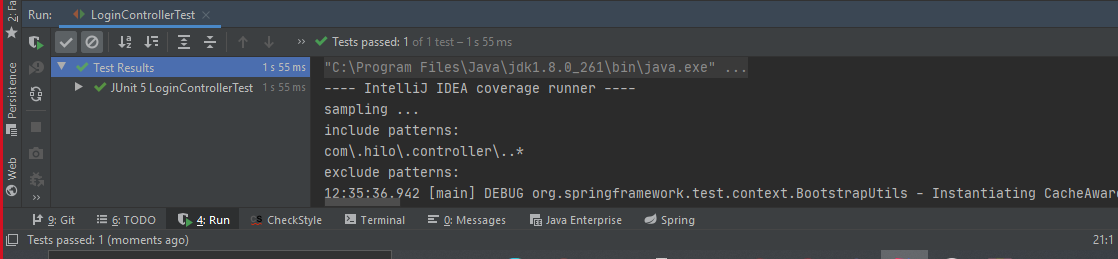 2: Fa
Run: LoginControllerTest ×
>> Tests passed: 1 of 1 test – 1 s 55 ms
Test Results 1 s 55 ms
JUnit 5 LoginControllerTest 1 s 55 ms
"C:\Program Files\Java\jdk1.8.0_261\bin\java.exe" ...
---- IntelliJ IDEA coverage runner ----
sampling ...
include patterns:
com\.hilo\.controller\..*
exclude patterns:
12:35:36.942 [main] DEBUG org.springframework.test.context.BootstrapUtils - Instantiating CacheAwar
Persistence
Web
>>
9: Git 6: TODO 4: Run CS CheckStyle Terminal 0: Messages Java Enterprise Spring
Tests passed: 1 (moments ago) 21:1